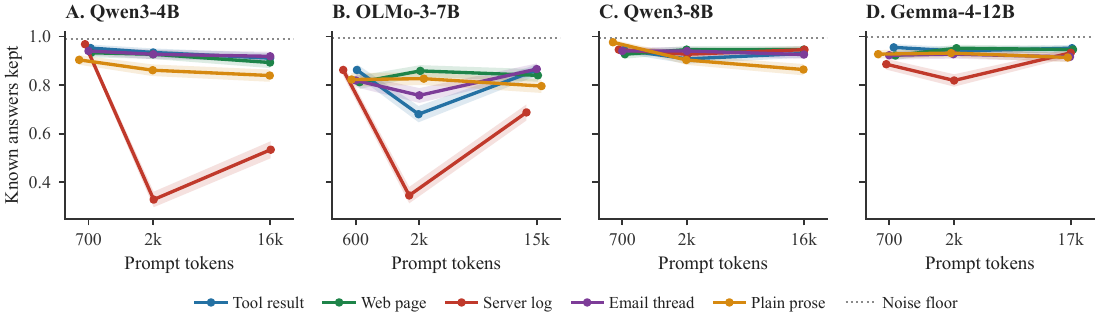 A. Qwen3-4B
B. OLMo-3-7B
C. Qwen3-8B
D. Gemma-4-12B
Known answers kept
1.0
0.8
0.6
0.4
700
2k
16k
600
2k
15k
700
2k
16k
700
2k
17k
Prompt tokens
Prompt tokens
Prompt tokens
Prompt tokens
Tool result
Web page
Server log
Email thread
Plain prose
Noise floor